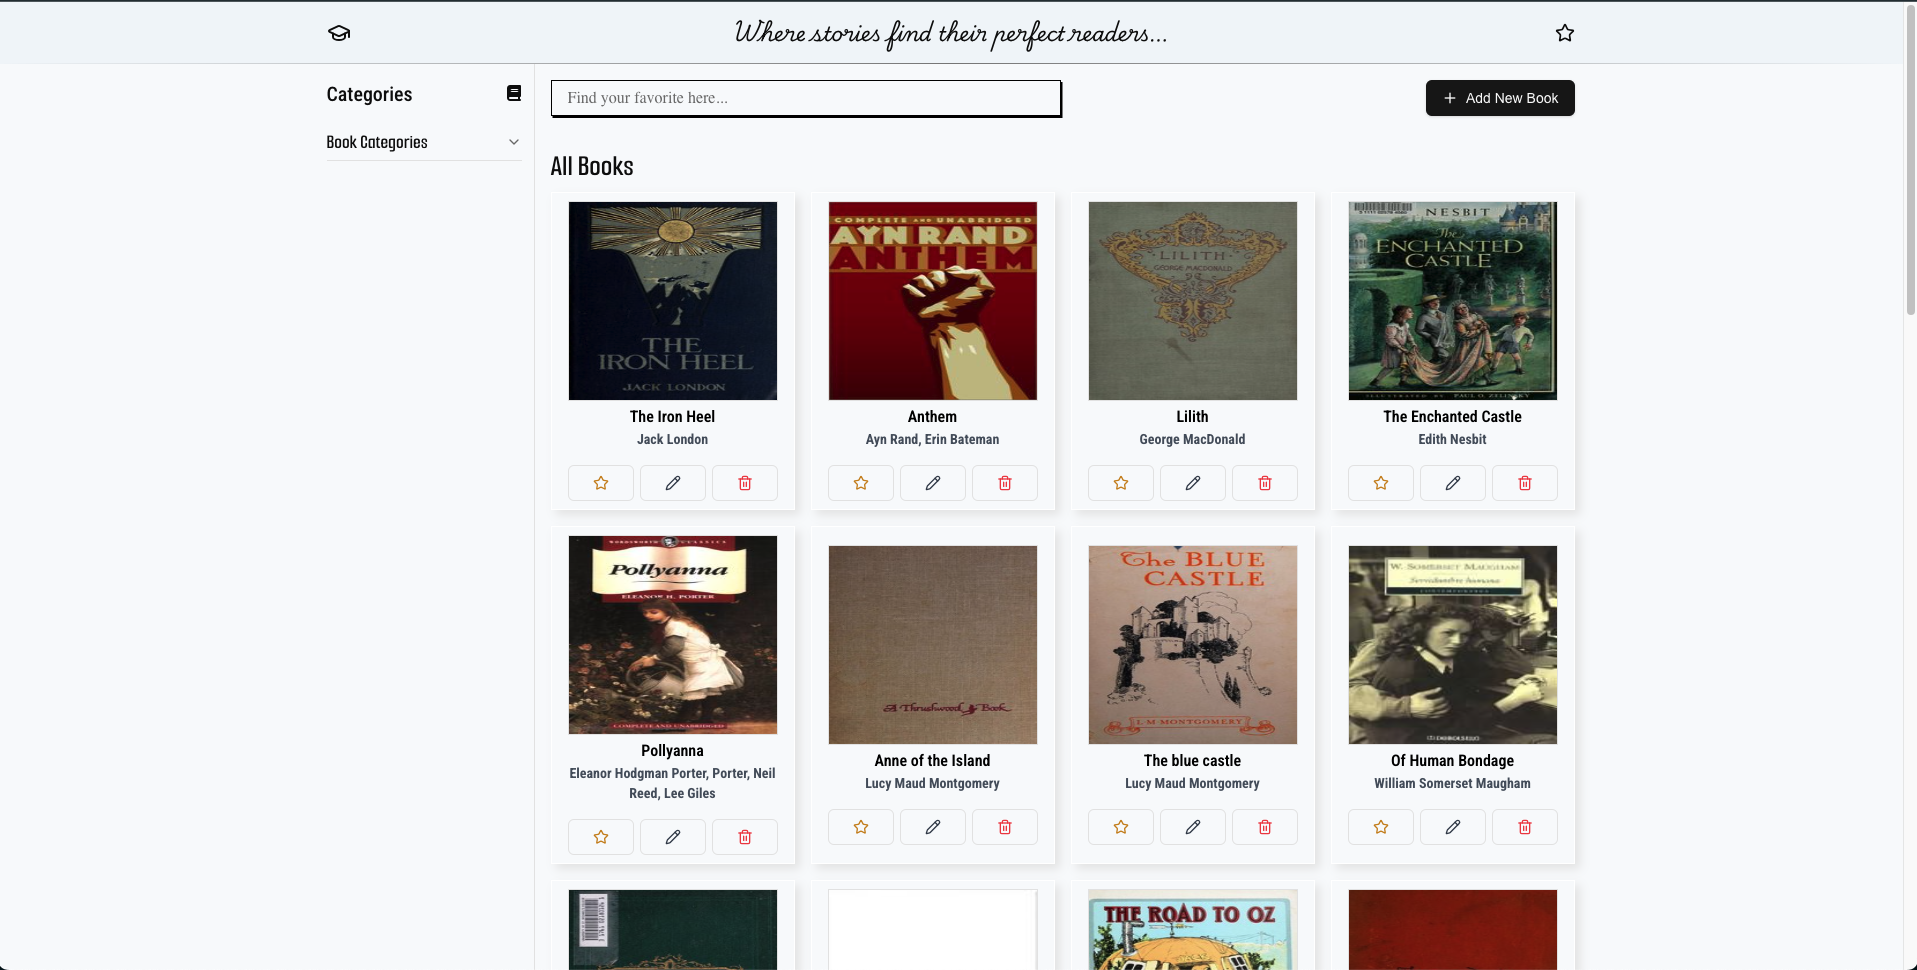 Where stories find their perfect readers...
Categories
Book Categories
Find your favorite here...
+ Add New Book
All Books
THE
IRON HEEL
JACK LONDON
The Iron Heel
Jack London
COMPLETE AND UNABRIDGED
AYN RAND
ANTHEM
Anthem
Ayn Rand, Erin Bateman
LILITH
GEORGE MACDONALD
Lilith
George MacDonald
NESBIT
The
ENCHANTED
CASTLE
ILLUSTRATED BY PAUL O. ZELINSKY
The Enchanted Castle
Edith Nesbit
WORDSWORTH CLASSICS
Pollyanna
ELEANOR H. PORTER
COMPLETE AND UNABRIDGED
Pollyanna
Eleanor Hodgman Porter, Porter, Neil
Reed, Lee Giles
A Thrushwood Book
Anne of the Island
Lucy Maud Montgomery
The BLUE
CASTLE
L. M. MONTGOMERY
The blue castle
Lucy Maud Montgomery
W. SOMERSET MAUGHAM
Servidumbre humana
Of Human Bondage
William Somerset Maugham
THE ROAD TO OZ